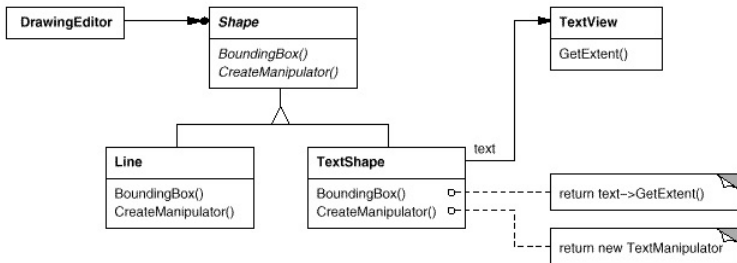 DrawingEditor
Shape
BoundingBox()
CreateManipulator()
TextView
GetExtent()
Line
BoundingBox()
CreateManipulator()
TextShape
BoundingBox()
CreateManipulator()
text
return text->GetExtent()
return new TextManipulator